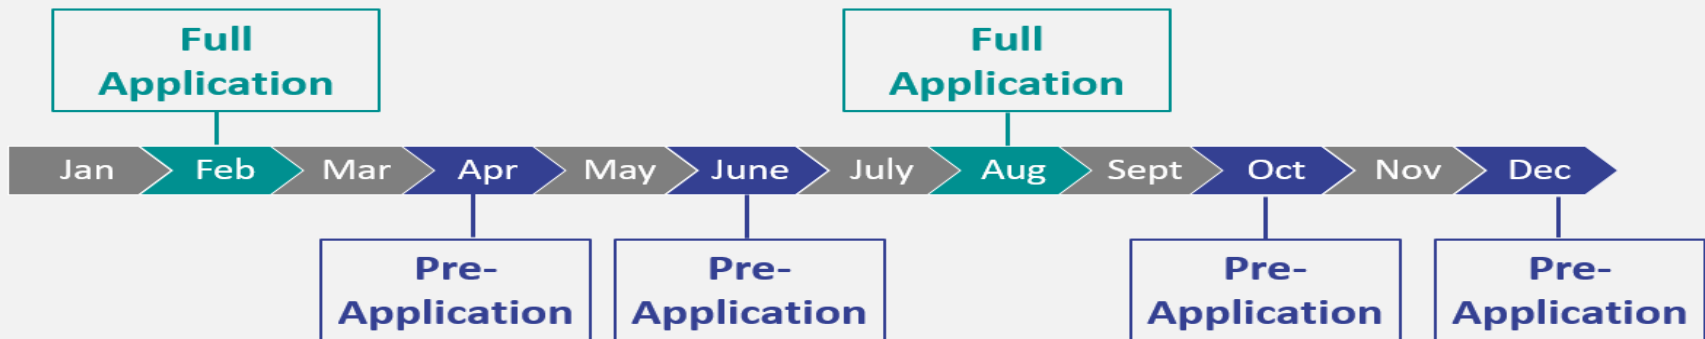 Full
Application
Full
Application
Jan Feb Mar Apr May June July Aug Sept Oct Nov Dec
Pre-
Application
Pre-
Application
Pre-
Application
Pre-
Application